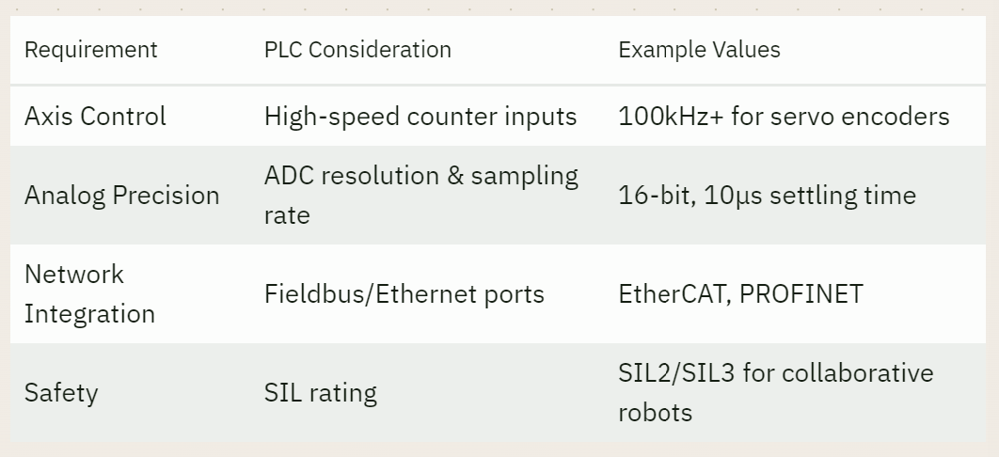 Requirement PLC Consideration Example Values
Axis Control High-speed counter inputs 100kHz+ for servo encoders
Analog Precision ADC resolution & sampling rate 16-bit, 10μs settling time
Network Integration Fieldbus/Ethernet ports EtherCAT, PROFINET
Safety SIL rating SIL2/SIL3 for collaborative robots